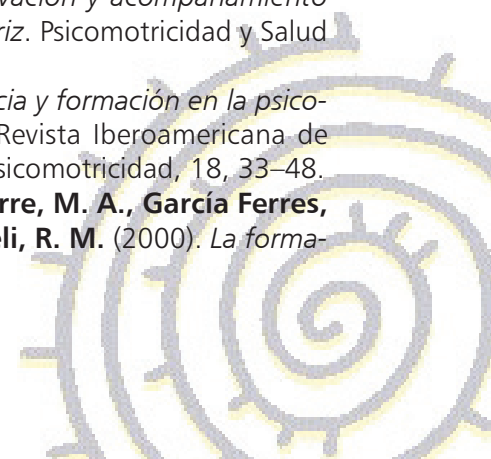 vación y acompañamiento
riz. Psicomotricidad y Salud
cia y formación en la psico-
Revista Iberoamericana de
sicomotricidad, 18, 33–48.
rre, M. A., García Ferres,
eli, R. M. (2000). La forma-